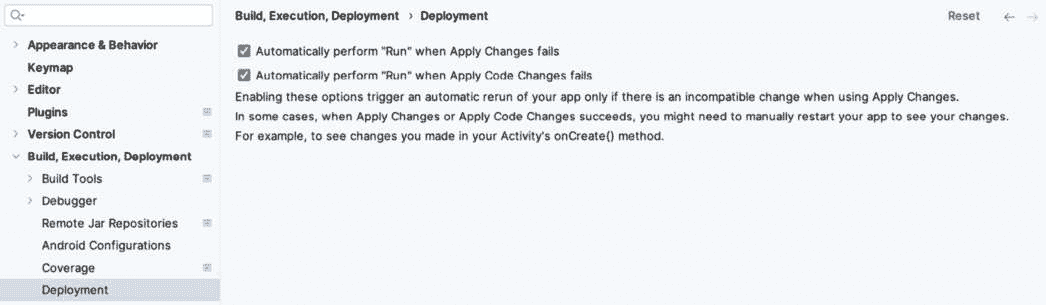 Appearance & Behavior
Keymap
Editor
Plugins
Version Control
Build, Execution, Deployment
Build Tools
Debugger
Remote Jar Repositories
Android Configurations
Coverage
Deployment
Build, Execution, Deployment › Deployment
Reset
Automatically perform "Run" when Apply Changes fails
Automatically perform "Run" when Apply Code Changes fails
Enabling these options trigger an automatic rerun of your app only if there is an incompatible change when using Apply Changes.
In some cases, when Apply Changes or Apply Code Changes succeeds, you might need to manually restart your app to see your changes.
For example, to see changes you made in your Activity's onCreate() method.